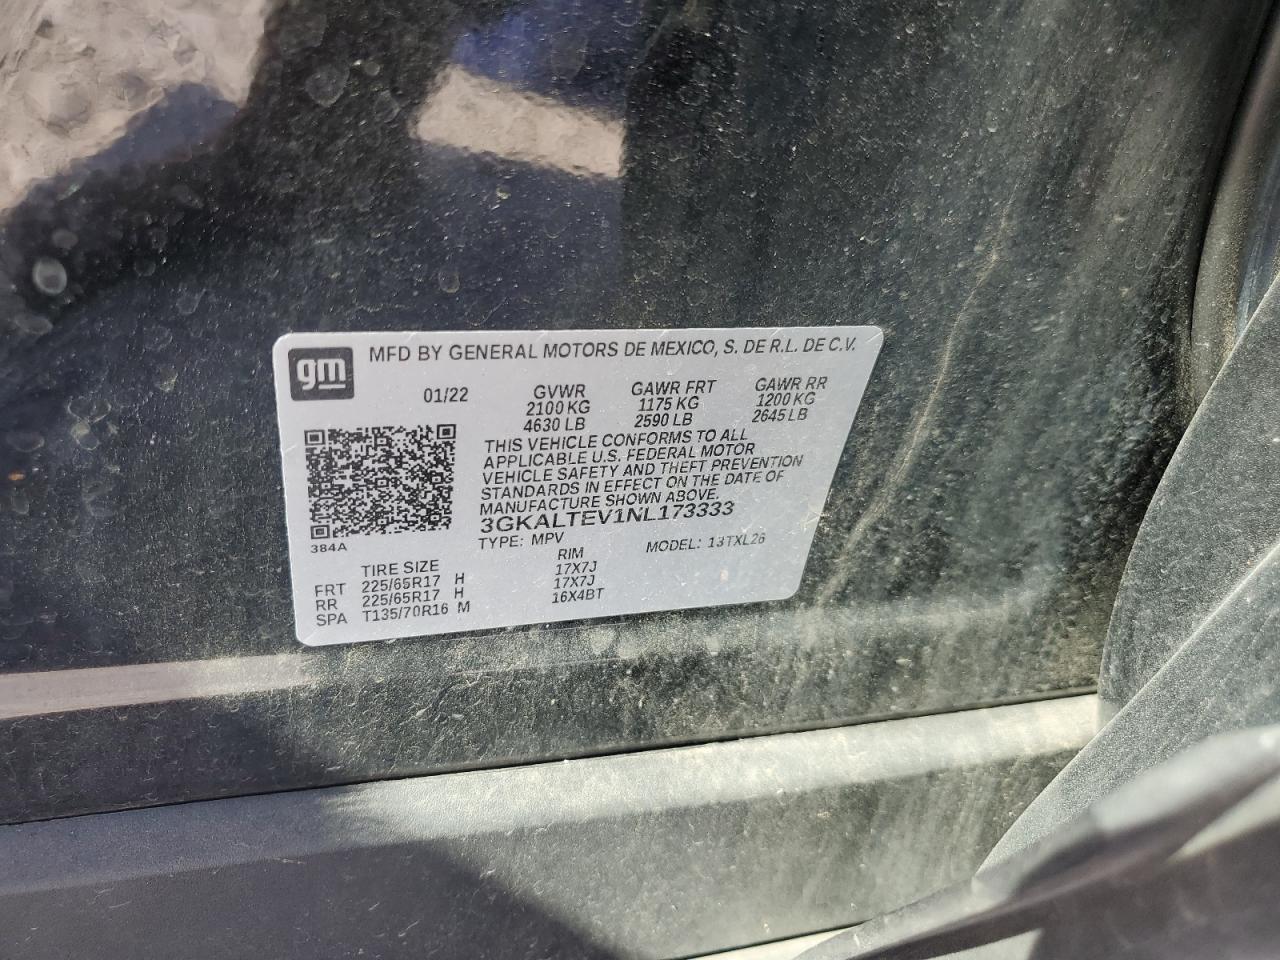 gm
MFD BY GENERAL MOTORS DE MEXICO, S. DE R.L. DE C.V.
01/22 GVWR GAWR FRT GAWR RR
2100 KG 1175 KG 1200 KG
4630 LB 2590 LB 2645 LB
THIS VEHICLE CONFORMS TO ALL
APPLICABLE U.S. FEDERAL MOTOR
VEHICLE SAFETY AND THEFT PREVENTION
STANDARDS IN EFFECT ON THE DATE OF
MANUFACTURE SHOWN ABOVE.
3GKALTEV1NL173333
384A
TYPE: MPV MODEL: 13TXL26
TIRE SIZE RIM
FRT 225/65R17 H 17X7J
RR 225/65R17 H 17X7J
SPA T135/70R16 M 16X4BT